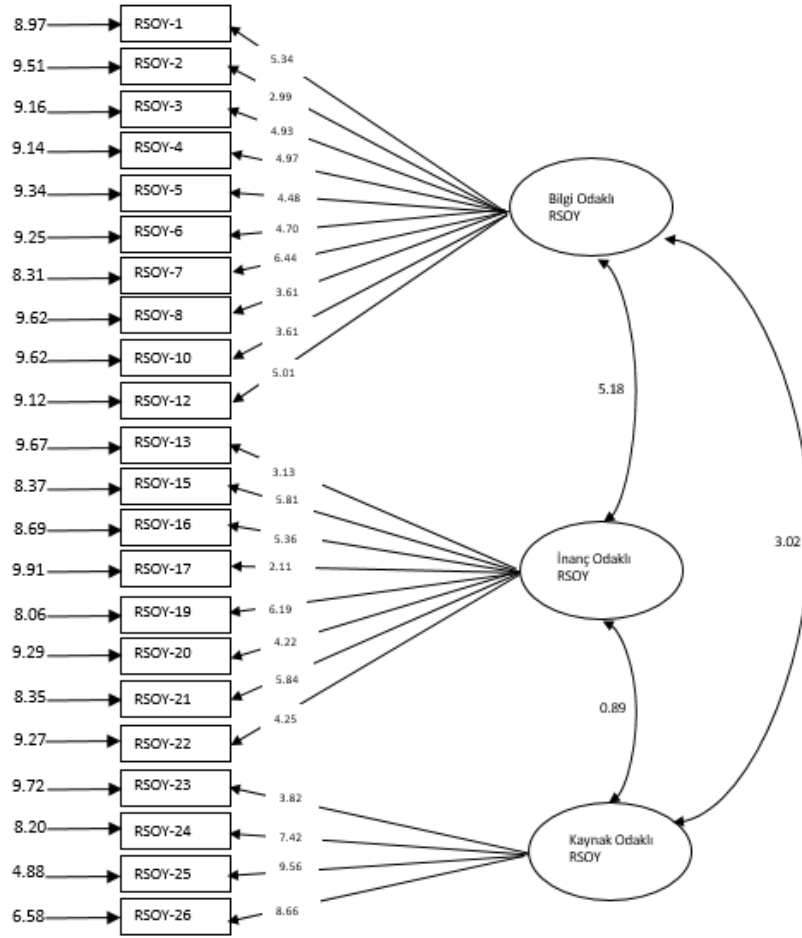 8.97 RSOY-1
9.51 RSOY-2
9.16 RSOY-3
9.14 RSOY-4
9.34 RSOY-5
9.25 RSOY-6
8.31 RSOY-7
9.62 RSOY-8
9.62 RSOY-10
9.12 RSOY-12
9.67 RSOY-13
8.37 RSOY-15
8.69 RSOY-16
9.91 RSOY-17
8.06 RSOY-19
9.29 RSOY-20
8.35 RSOY-21
9.27 RSOY-22
9.72 RSOY-23
8.20 RSOY-24
4.88 RSOY-25
6.58 RSOY-26
5.34
2.99
4.93
4.97
4.48
4.70
6.44
3.61
3.61
5.01
3.13
5.81
5.36
2.11
6.19
4.22
5.84
4.25
3.82
7.42
9.56
8.66
Bilgi Odaklı
RSOY
5.18
İnanç Odaklı
RSOY
3.02
0.89
Kaynak Odaklı
RSOY